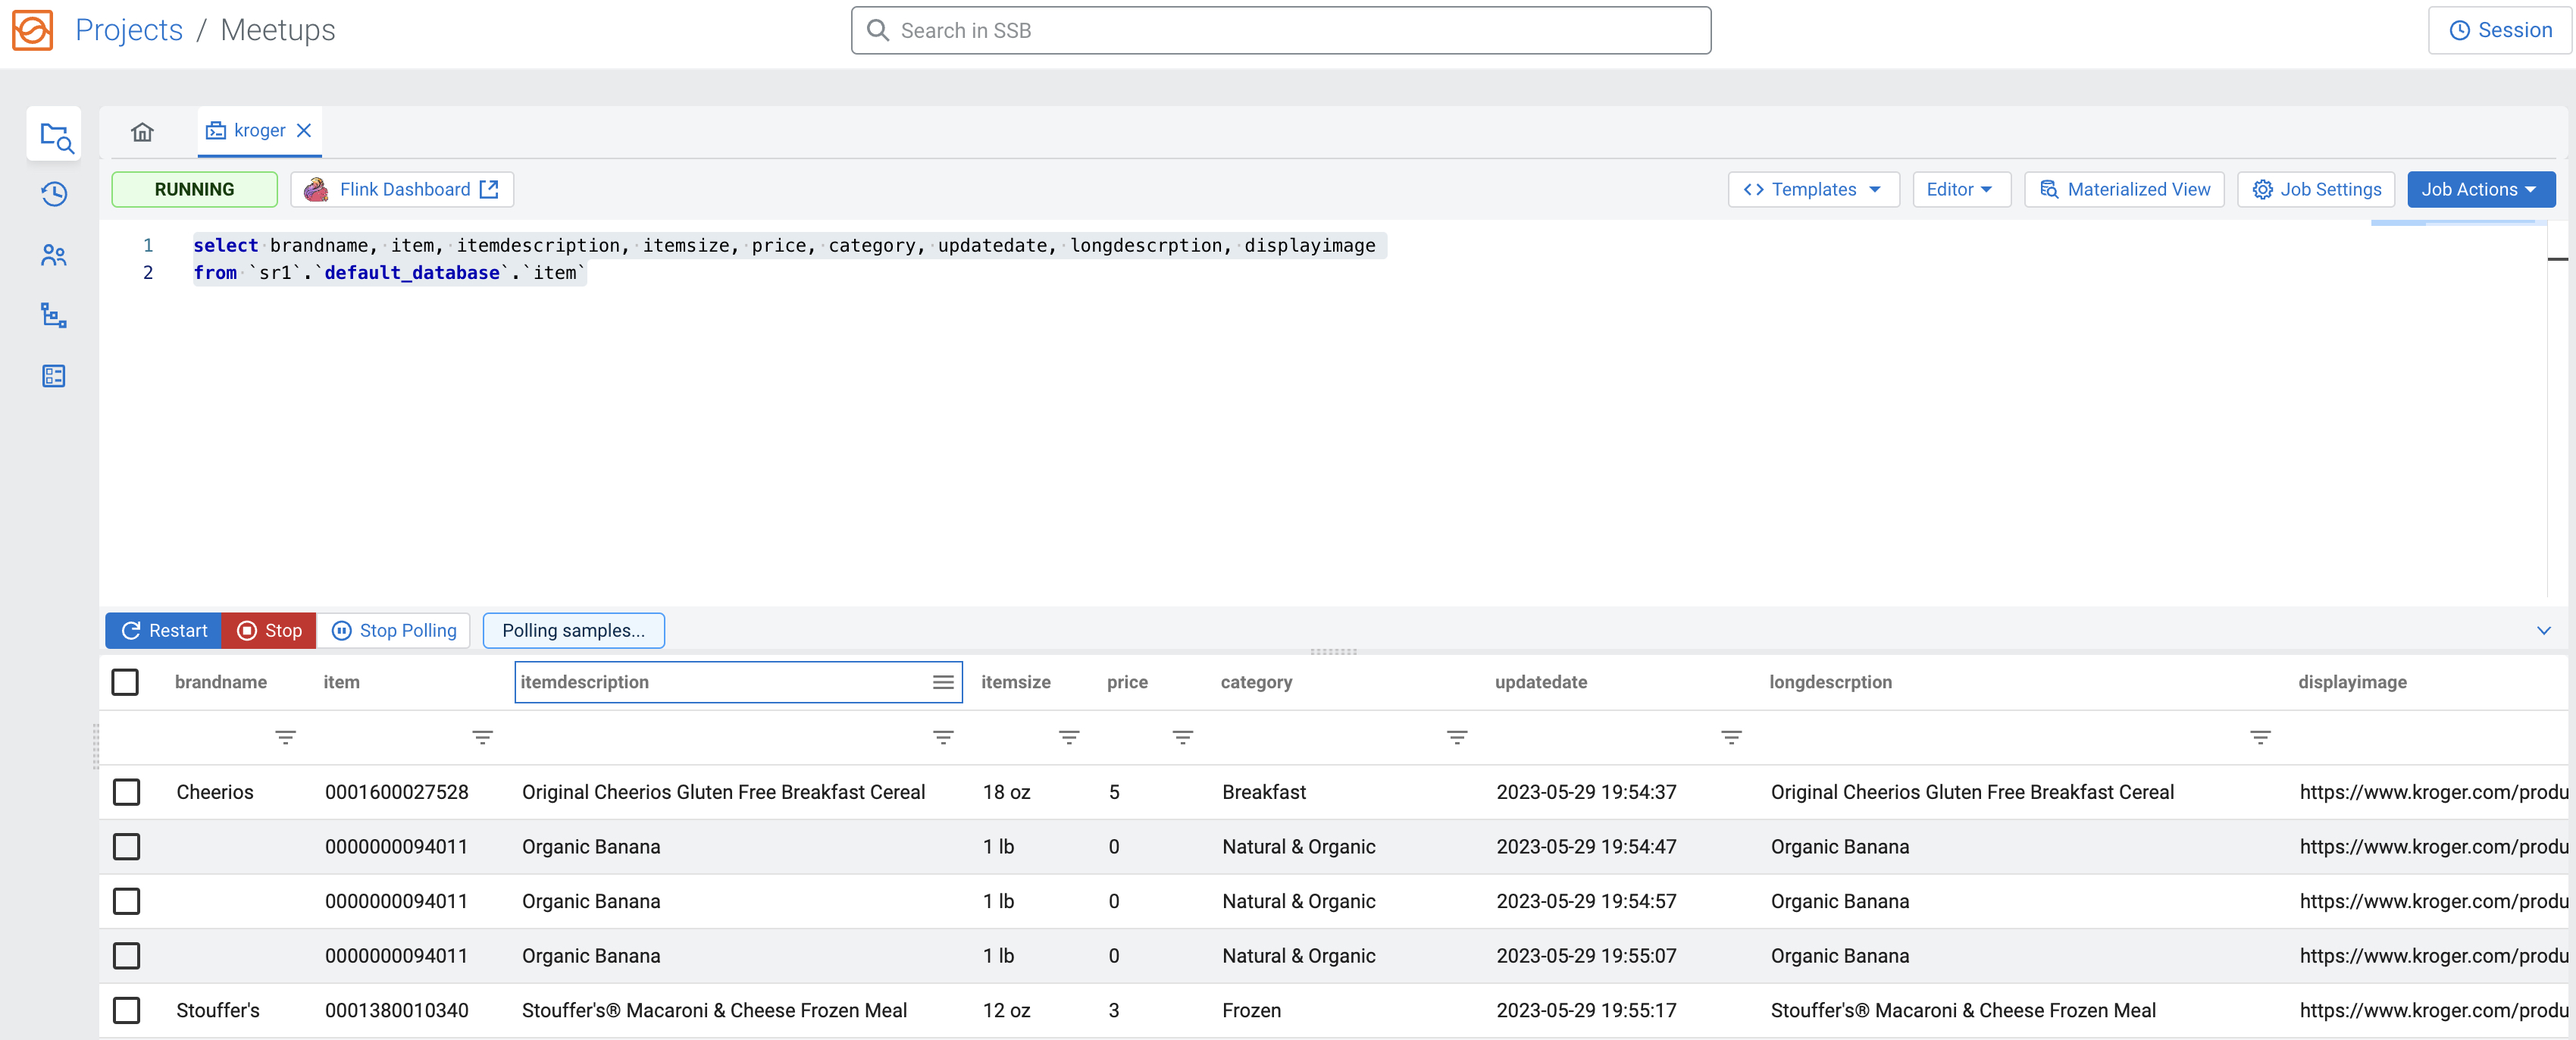 Projects / Meetups
Search in SSB
Session
kroger
RUNNING
Flink Dashboard
Templates
Editor
Materialized View
Job Settings
Job Actions
1 select brandname, item, itemdescription, itemsize, price, category, updatedate, longdescrption, displayimage
2 from `sr1`.`default_database`.`item`
Restart
Stop
Stop Polling
Polling samples...
brandname item itemdescription itemsize price category updatedate longdescrption displayimage
Cheerios 0001600027528 Original Cheerios Gluten Free Breakfast Cereal 18 oz 5 Breakfast 2023-05-29 19:54:37 Original Cheerios Gluten Free Breakfast Cereal https://www.kroger.com/produ
0000000094011 Organic Banana 1 lb 0 Natural & Organic 2023-05-29 19:54:47 Organic Banana https://www.kroger.com/produ
0000000094011 Organic Banana 1 lb 0 Natural & Organic 2023-05-29 19:54:57 Organic Banana https://www.kroger.com/produ
0000000094011 Organic Banana 1 lb 0 Natural & Organic 2023-05-29 19:55:07 Organic Banana https://www.kroger.com/produ
Stouffer's 0001380010340 Stouffer's® Macaroni & Cheese Frozen Meal 12 oz 3 Frozen 2023-05-29 19:55:17 Stouffer's® Macaroni & Cheese Frozen Meal https://www.kroger.com/produ